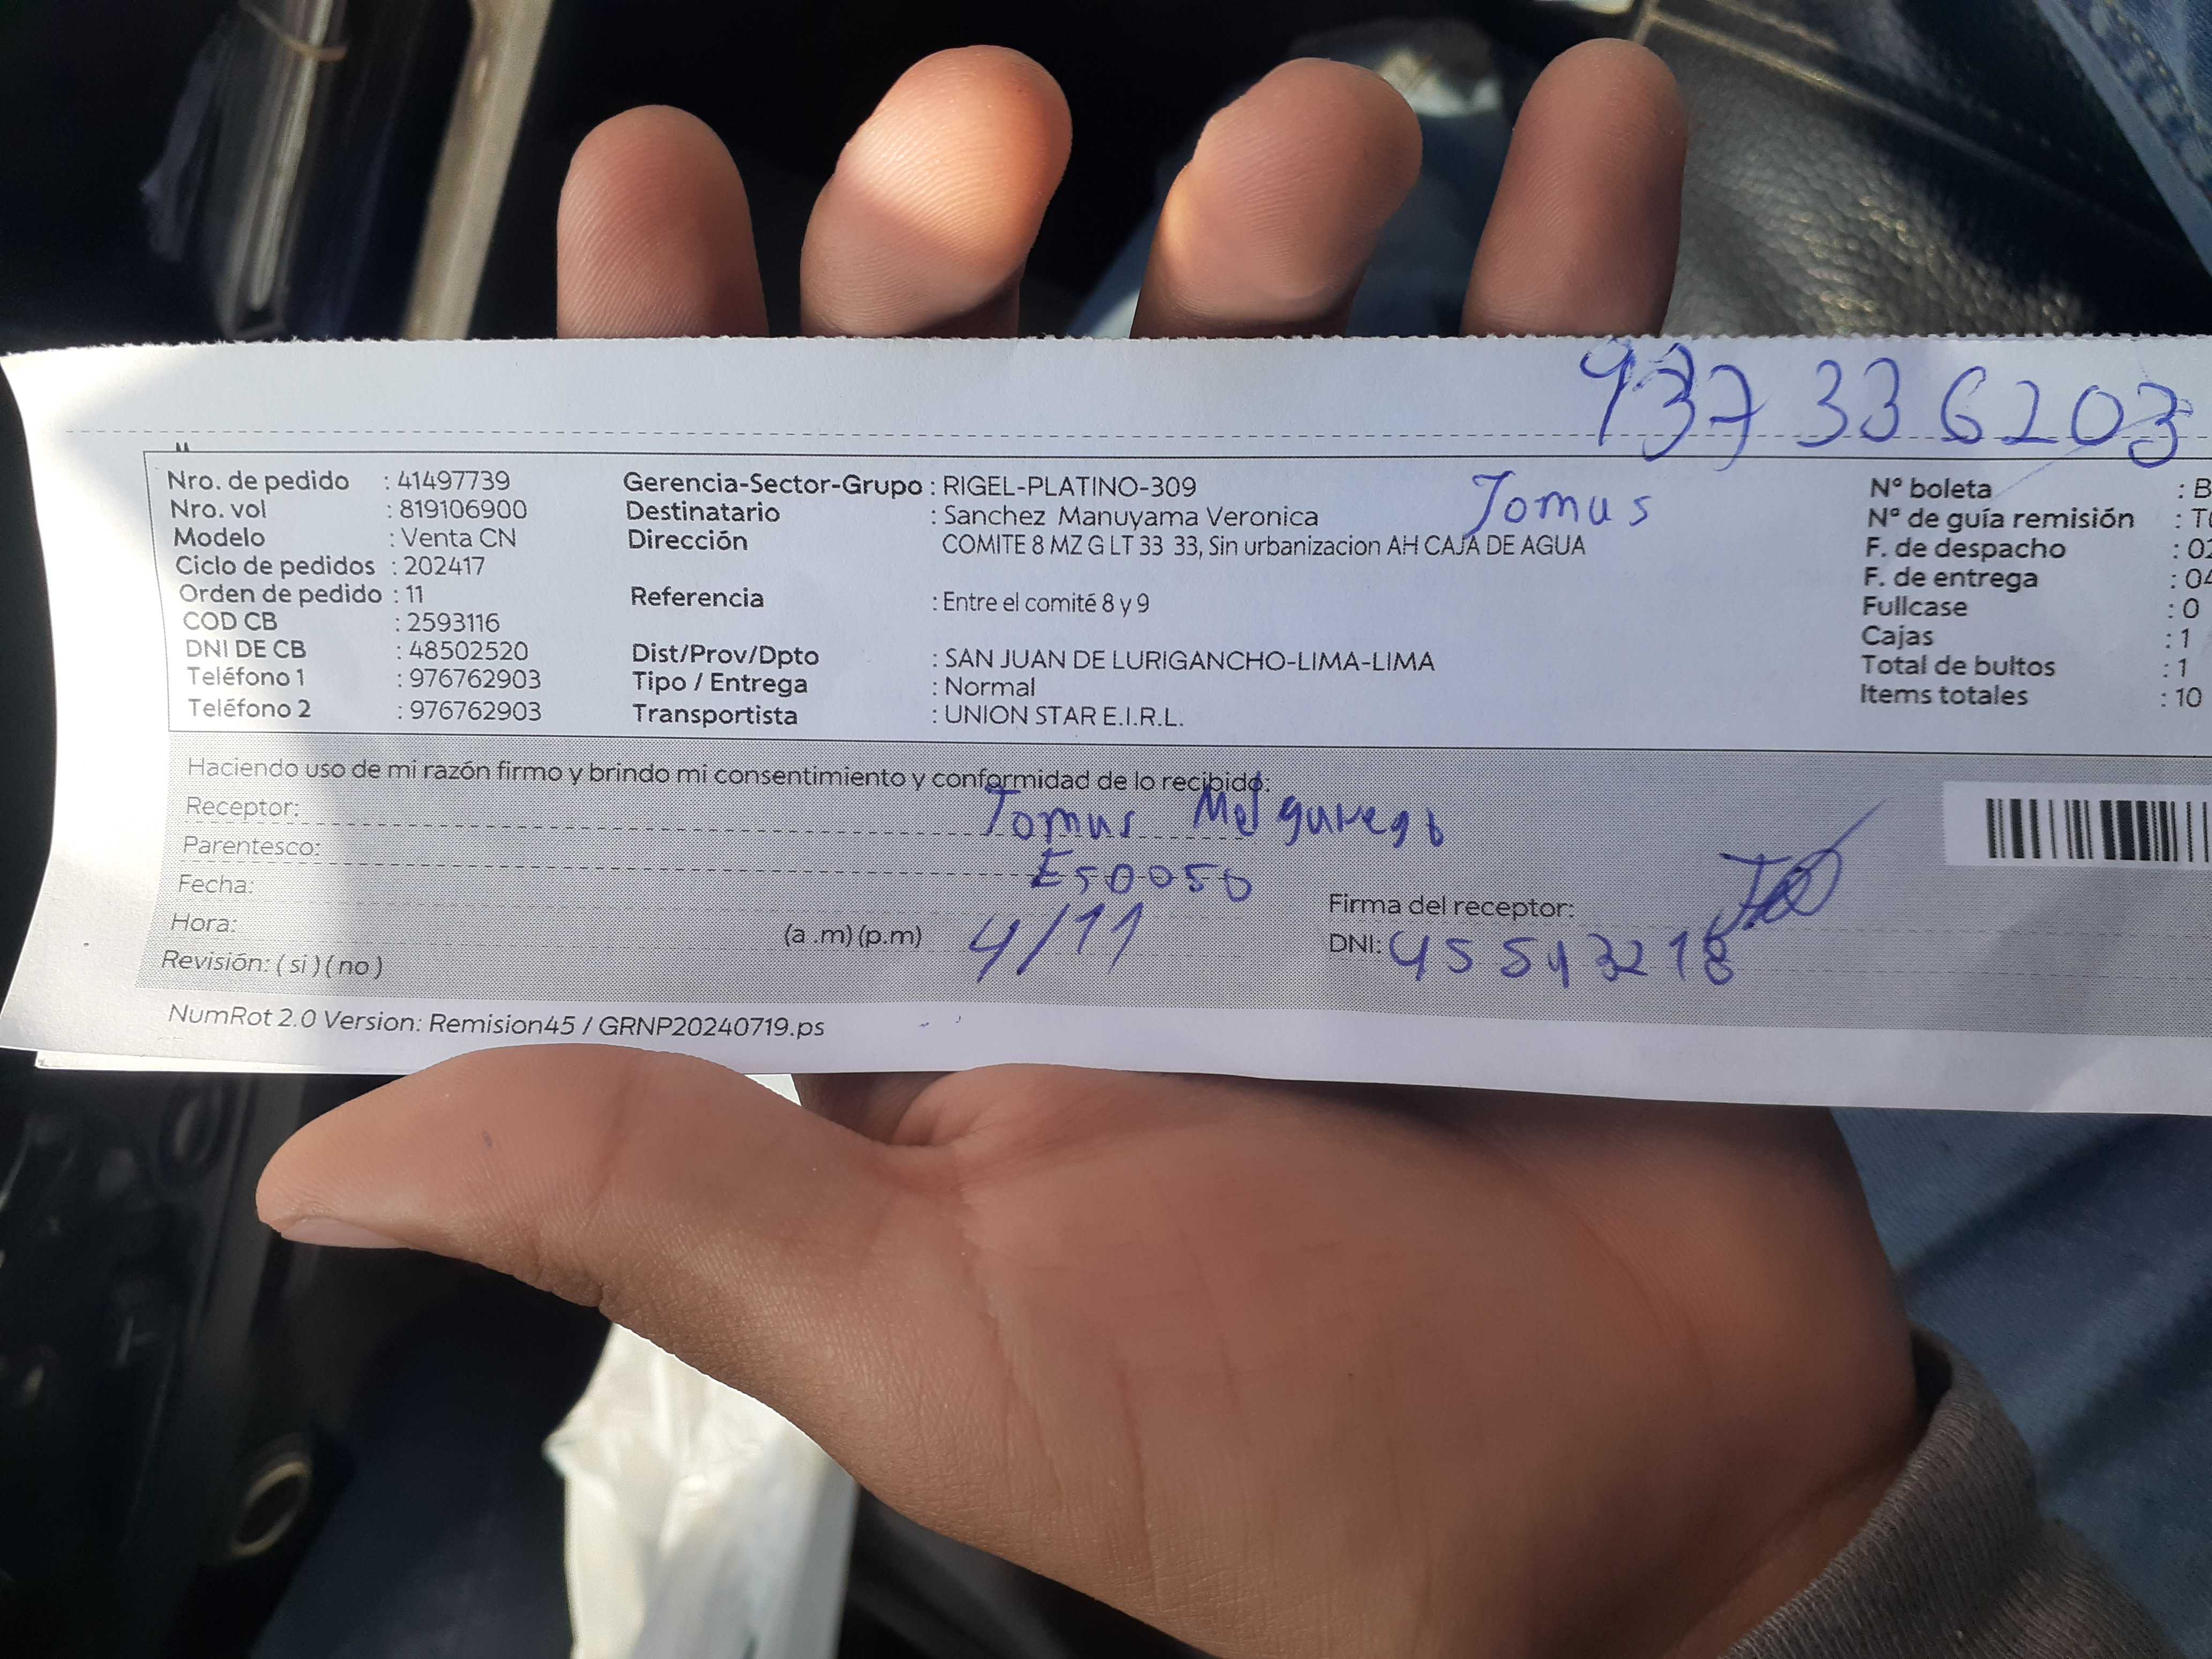 937 336203
Nro. de pedido : 41497739
Nro. vol : 819106900
Modelo : Venta CN
Ciclo de pedidos : 202417
Orden de pedido : 11
COD CB : 2593116
DNI DE CB : 48502520
Teléfono 1 : 976762903
Teléfono 2 : 976762903
Gerencia-Sector-Grupo : RIGEL-PLATINO-309
Destinatario : Sanchez Manuyama Veronica
Tomus
Dirección COMITE 8 MZ G LT 33 33, Sin urbanizacion AH CAJA DE AGUA
Referencia : Entre el comité 8 y 9
Dist/Prov/Dpto : SAN JUAN DE LURIGANCHO-LIMA-LIMA
Tipo / Entrega : Normal
Transportista : UNION STAR E.I.R.L.
N° boleta : B
N° de guía remisión : T
F. de despacho : 02
F. de entrega : 04
Fullcase : 0
Cajas : 1
Total de bultos : 1
Items totales : 10
Haciendo uso de mi razón firmo y brindo mi consentimiento y conformidad de lo recibido:
Receptor: Tomus
Parentesco: Esooso
Fecha: 4/11
Hora: (a .m) (p.m)
Revisión: ( si ) ( no )
Firma del receptor:
DNI: 45543218
NumRot 2.0 Version: Remision45 / GRNP20240719.ps